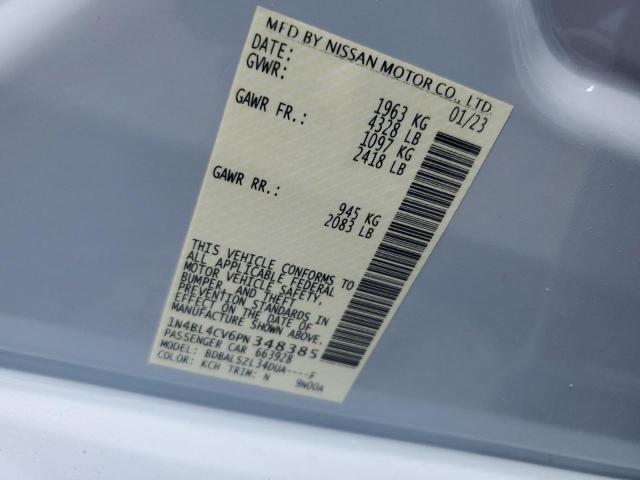 MFD BY NISSAN MOTOR CO., LTD.
DATE: 01/23
GVWR: 1963 KG
4328 LB
GAWR FR.: 1097 KG
2418 LB
GAWR RR.: 945 KG
2083 LB
THIS VEHICLE CONFORMS TO
ALL APPLICABLE FEDERAL
MOTOR VEHICLE SAFETY,
BUMPER, AND THEFT
PREVENTION STANDARDS IN
EFFECT ON THE DATE OF
MANUFACTURE SHOWN ABOVE.
1N4BL4CV6PN348385
PASSENGER CAR 663928
MODEL: BDBALSZL34DUA----F
COLOR: KCH TRIM: N 9N00A